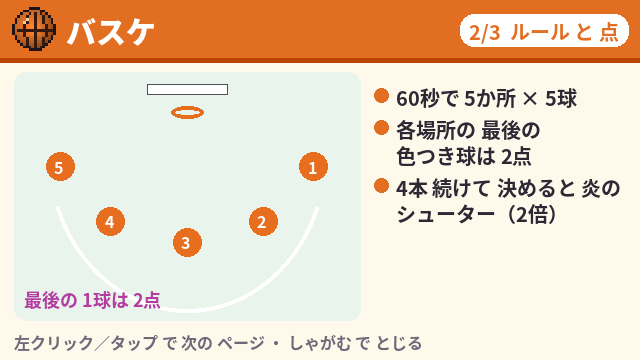 バスケ
2/3 ルール と 点
60秒で 5か所 × 5球
各場所の 最後の
色つき球は 2点
4本 続けて 決めると 炎の
シューター（2倍）
5
1
4
2
3
最後の 1球は 2点
左クリック／タップ で 次の ページ ・ しゃがむ で とじる